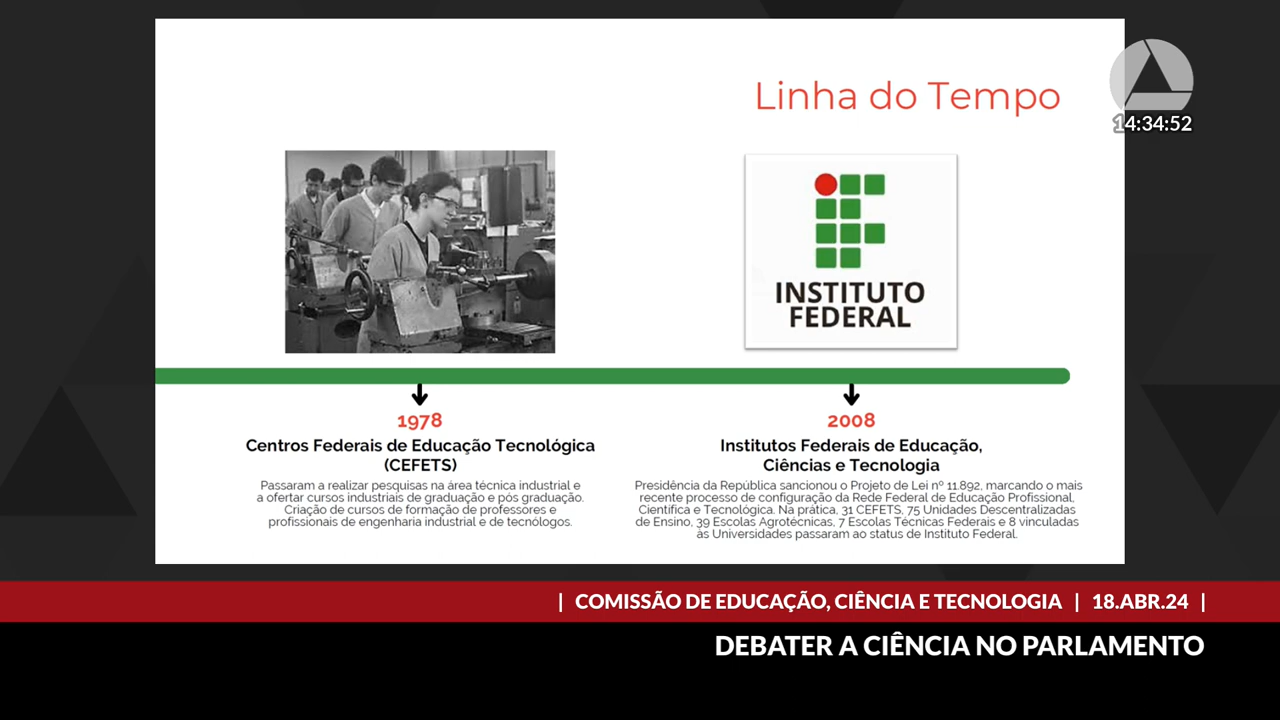 Linha do Tempo
14:34:52
INSTITUTO
FEDERAL
1978
Centros Federais de Educação Tecnológica
(CEFETS)
Passaram a realizar pesquisas na área técnica industrial e
a ofertar cursos industriais de graduação e pós graduação.
Criação de cursos de formação de professores e
profissionais de engenharia industrial e de tecnólogos.
2008
Institutos Federais de Educação,
Ciências e Tecnologia
Presidência da República sancionou o Projeto de Lei nº 11.892, marcando o mais
recente processo de configuração da Rede Federal de Educação Profissional,
Científica e Tecnológica. Na prática, 31 CEFETS, 75 Unidades Descentralizadas
de Ensino, 39 Escolas Agrotécnicas, 7 Escolas Técnicas Federais e 8 vinculadas
às Universidades passaram ao status de Instituto Federal.
| COMISSÃO DE EDUCAÇÃO, CIÊNCIA E TECNOLOGIA | 18.ABR.24 |
DEBATER A CIÊNCIA NO PARLAMENTO